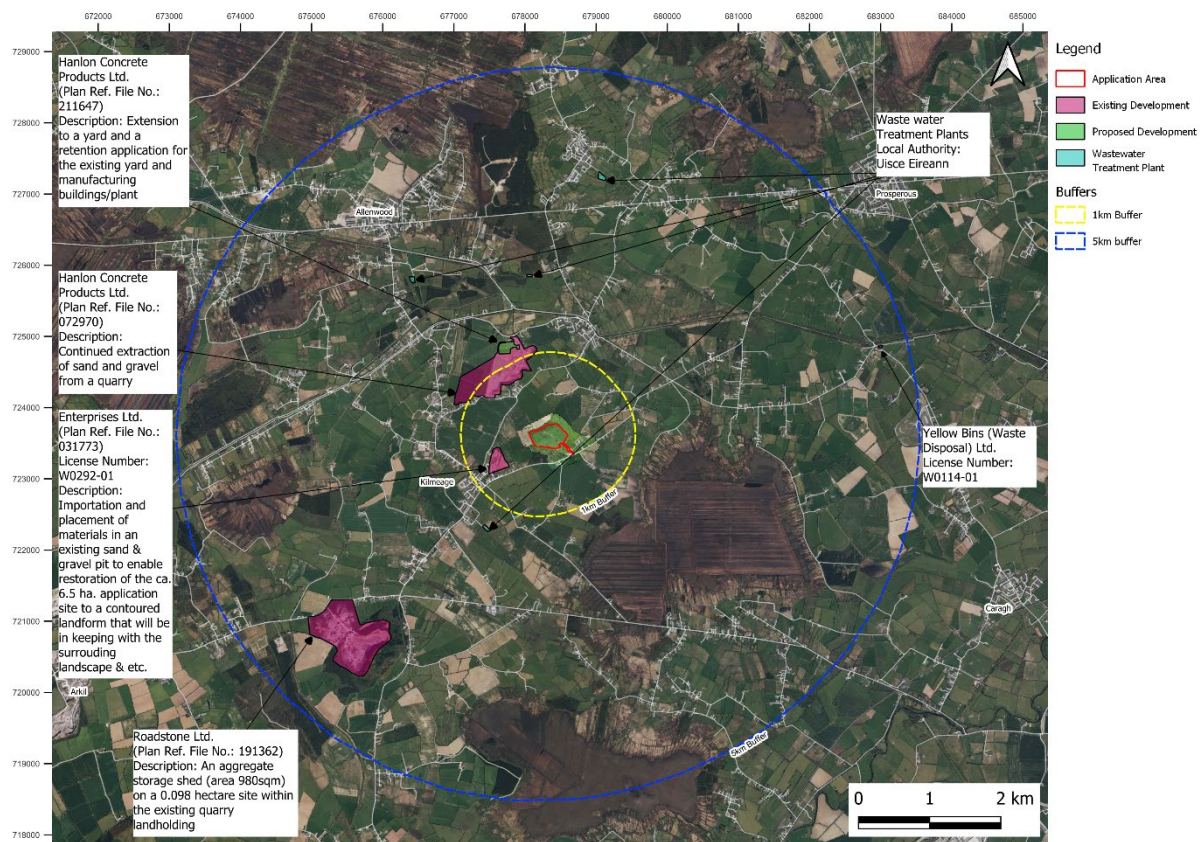 672000 673000 674000 675000 676000 677000 678000 679000 680000 681000 682000 683000 684000 685000
729000
728000
727000
726000
725000
724000
723000
722000
721000
720000
719000
718000
Hanlon Concrete
Products Ltd.
(Plan Ref. File No.:
211647)
Description: Extension
to a yard and a
retention application for
the existing yard and
manufacturing
buildings/plant
Hanlon Concrete
Products Ltd.
(Plan Ref. File No.:
072970)
Description:
Continued extraction
of sand and gravel
from a quarry
Enterprises Ltd.
(Plan Ref. File No.:
031773)
License Number:
W0292-01
Description:
Importation and
placement of
materials in an
existing sand &
gravel pit to enable
restoration of the ca.
6.5 ha. application
site to a contoured
landform that will be
in keeping with the
surrouding
landscape & etc.
Roadstone Ltd.
(Plan Ref. File No.: 191362)
Description: An aggregate
storage shed (area 980sqm)
on a 0.098 hectare site within
the existing quarry
landholding
Waste water
Treatment Plants
Local Authority:
Uisce Eireann
Yellow Bins (Waste
Disposal) Ltd.
License Number:
W0114-01
Allenwood
Prosperous
Kilmeage
Caragh
Arkil
1km Buffer
5km Buffer
0 1 2 km
Legend
Application Area
Existing Development
Proposed Development
Wastewater
Treatment Plant
Buffers
1km Buffer
5km buffer